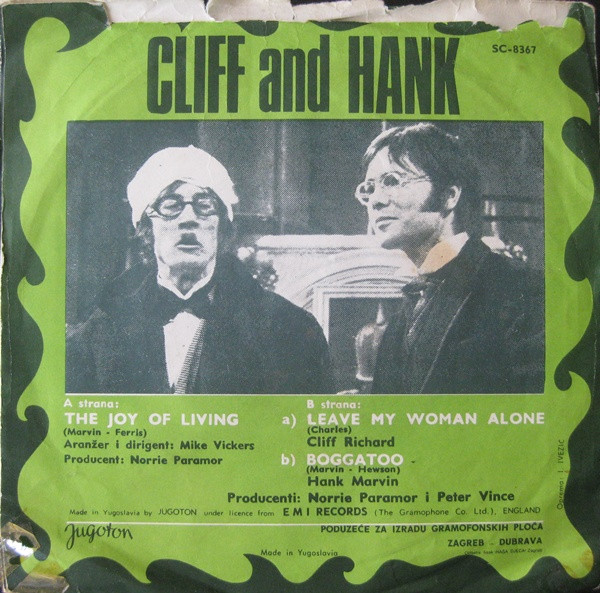 CLIFF and HANK
SC-8367
A strana:
THE JOY OF LIVING
(Marvin - Ferris)
Aranžer i dirigent: Mike Vickers
Producent: Norrie Paramor
B strana:
a) LEAVE MY WOMAN ALONE
(Charles)
Cliff Richard
b) BOGGATOO
(Marvin - Hewson)
Hank Marvin
Producenti: Norrie Paramor i Peter Vince
Made in Yugoslavia by JUGOTON under licence from EMI RECORDS (The Gramophone Co. Ltd.), ENGLAND
Jugoton
PODUZEĆE ZA IZRADU GRAMOFONSKIH PLOČA
ZAGREB - DUBRAVA
Made in Yugoslavia
Oprema: I. IVEZIĆ